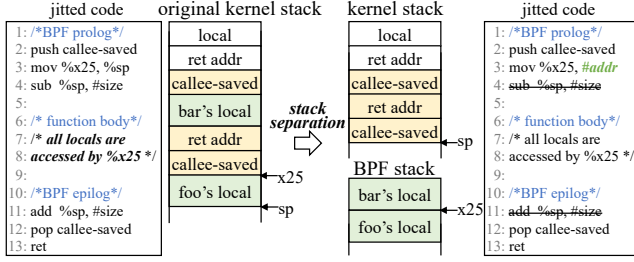 jitted code
1: /*BPF prolog*/
2: push callee-saved
3: mov %x25, %sp
4: sub %sp, #size
5:
6: /* function body*/
7: /* all locals are
8: accessed by %x25 */
9:
10: /*BPF epilog*/
11: add %sp, #size
12: pop callee-saved
13: ret
original kernel stack
local
ret addr
callee-saved
bar's local
ret addr
callee-saved
x25
foo's local
sp
stack
separation
kernel stack
local
ret addr
callee-saved
ret addr
callee-saved
sp
BPF stack
bar's local
x25
foo's local
jitted code
1: /*BPF prolog*/
2: push callee-saved
3: mov %x25, #addr
4: sub %sp, #size
5:
6: /* function body*/
7: /* all locals are
8: accessed by %x25 */
9:
10: /*BPF epilog*/
11: add %sp, #size
12: pop callee-saved
13: ret